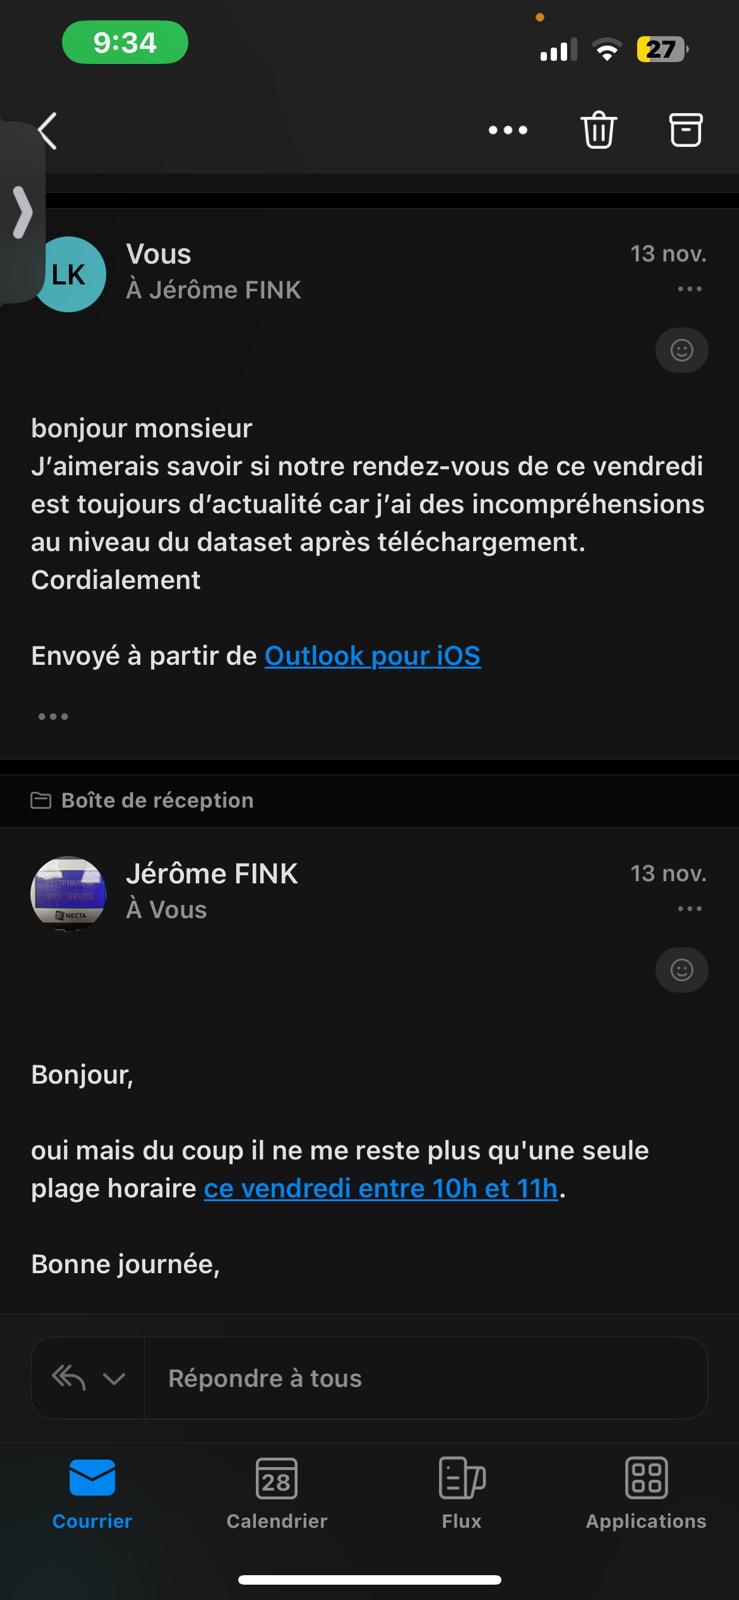 9:34
27
LK
Vous
13 nov.
À Jérôme FINK
bonjour monsieur
J’aimerais savoir si notre rendez-vous de ce vendredi
est toujours d’actualité car j’ai des incompréhensions
au niveau du dataset après téléchargement.
Cordialement
Envoyé à partir de Outlook pour iOS
Boîte de réception
Jérôme FINK
13 nov.
À Vous
HORS SERVICE
NECTA
Bonjour,
oui mais du coup il ne me reste plus qu'une seule
plage horaire ce vendredi entre 10h et 11h.
Bonne journée,
Répondre à tous
28
Courrier
Calendrier
Flux
Applications